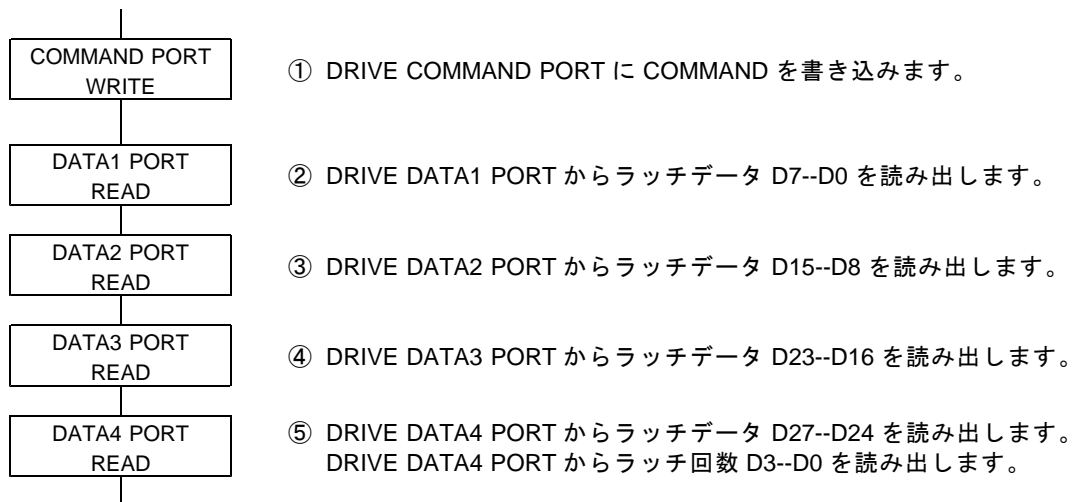 COMMAND PORT
WRITE
① DRIVE COMMAND PORT に COMMAND を書き込みます。
DATA1 PORT
READ
② DRIVE DATA1 PORT からラッチデータ D7--D0 を読み出します。
DATA2 PORT
READ
③ DRIVE DATA2 PORT からラッチデータ D15--D8 を読み出します。
DATA3 PORT
READ
④ DRIVE DATA3 PORT からラッチデータ D23--D16 を読み出します。
DATA4 PORT
READ
⑤ DRIVE DATA4 PORT からラッチデータ D27--D24 を読み出します。
DRIVE DATA4 PORT からラッチ回数 D3--D0 を読み出します。